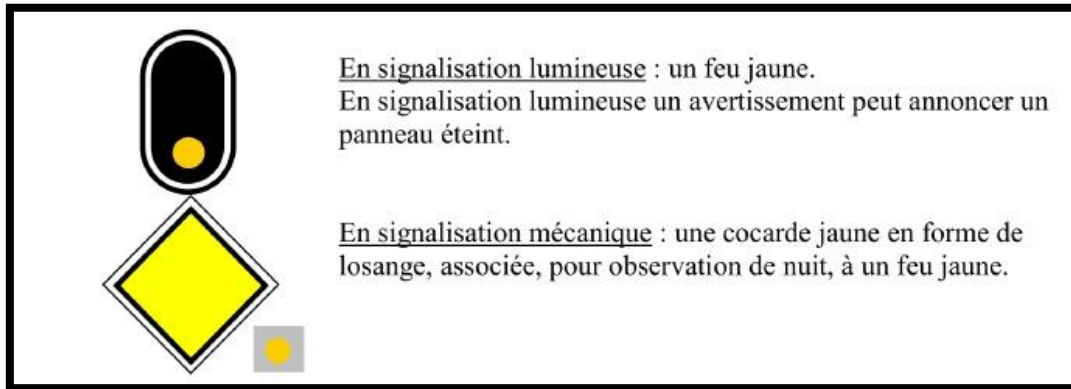 En signalisation lumineuse : un feu jaune.
En signalisation lumineuse un avertissement peut annoncer un
panneau éteint.
En signalisation mécanique : une cocarde jaune en forme de
losange, associée, pour observation de nuit, à un feu jaune.